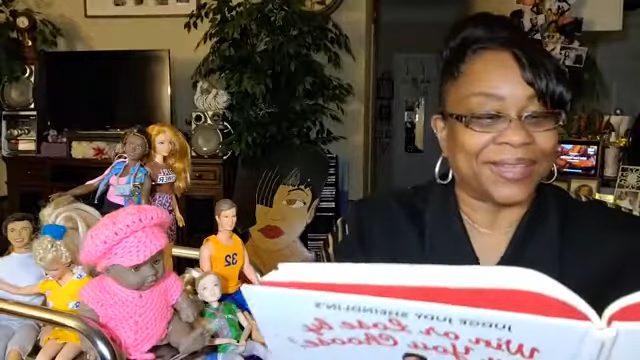 JUDGE JUDY SHEINDLIN'S
Win or Lose by
How You Choose!
32